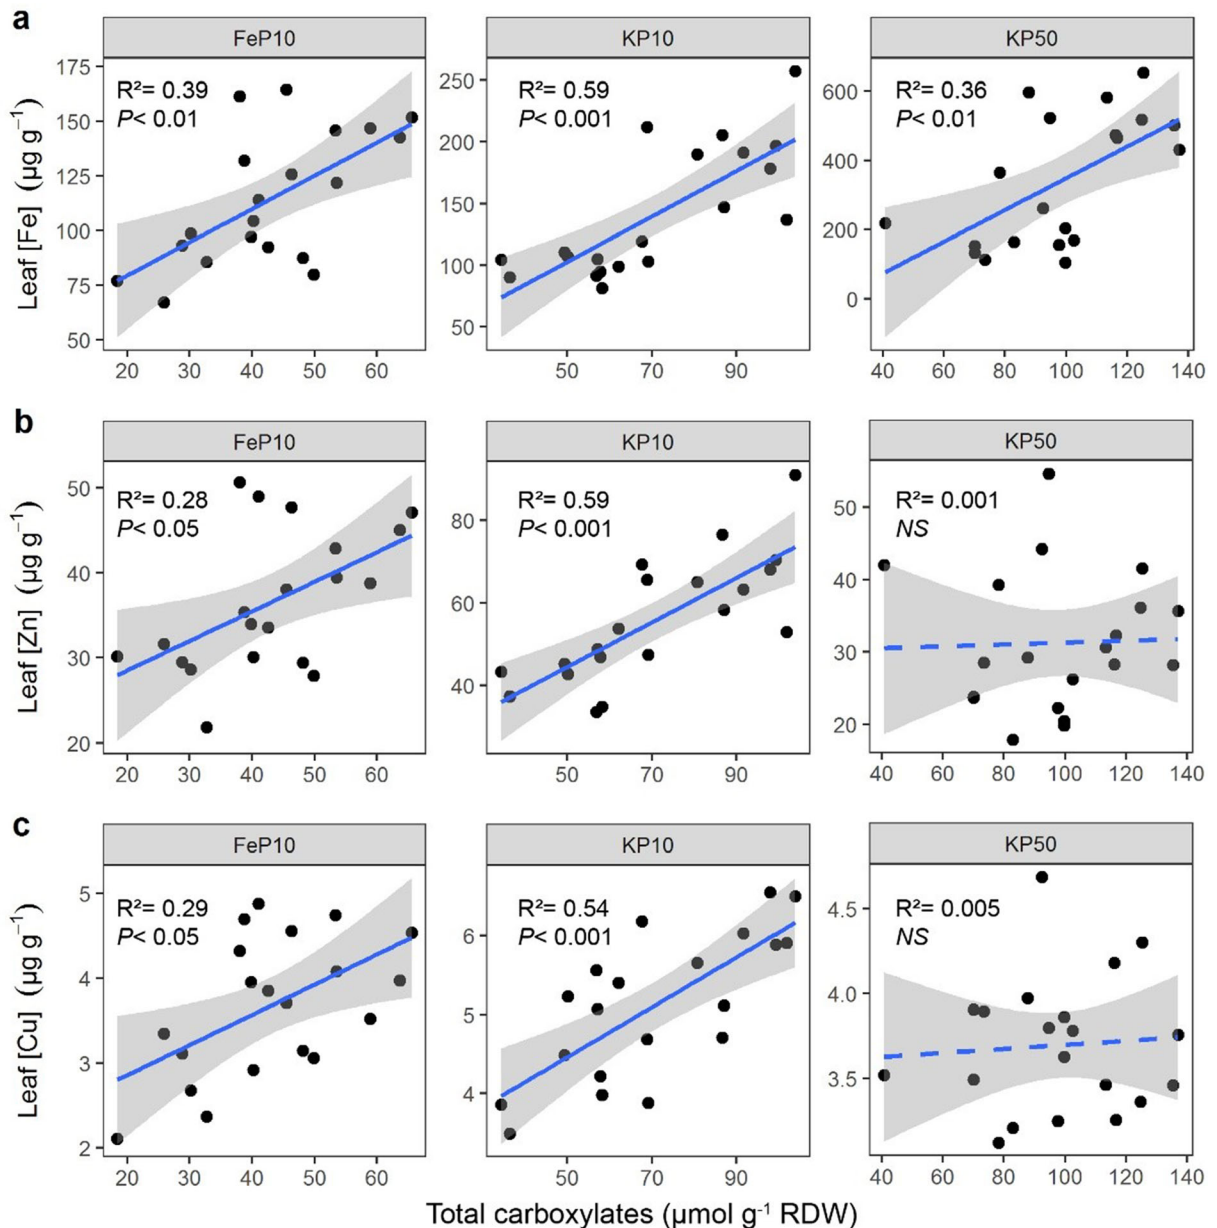 a
FeP10 KP10 KP50
Leaf [Fe] (µg g⁻¹)
175
150
125
100
75
50
R²= 0.39
P< 0.01
20 30 40 50 60
250
200
150
100
50
R²= 0.59
P< 0.001
50 70 90
600
400
200
0
R²= 0.36
P< 0.01
40 60 80 100 120 140
b
FeP10 KP10 KP50
Leaf [Zn] (µg g⁻¹)
50
40
30
20
R²= 0.28
P< 0.05
20 30 40 50 60
80
60
40
R²= 0.59
P< 0.001
50 70 90
50
40
30
20
R²= 0.001
NS
40 60 80 100 120 140
c
FeP10 KP10 KP50
Leaf [Cu] (µg g⁻¹)
5
4
3
2
R²= 0.29
P< 0.05
20 30 40 50 60
6
5
4
R²= 0.54
P< 0.001
50 70 90
4.5
4.0
3.5
R²= 0.005
NS
40 60 80 100 120 140
Total carboxylates (µmol g⁻¹ RDW)